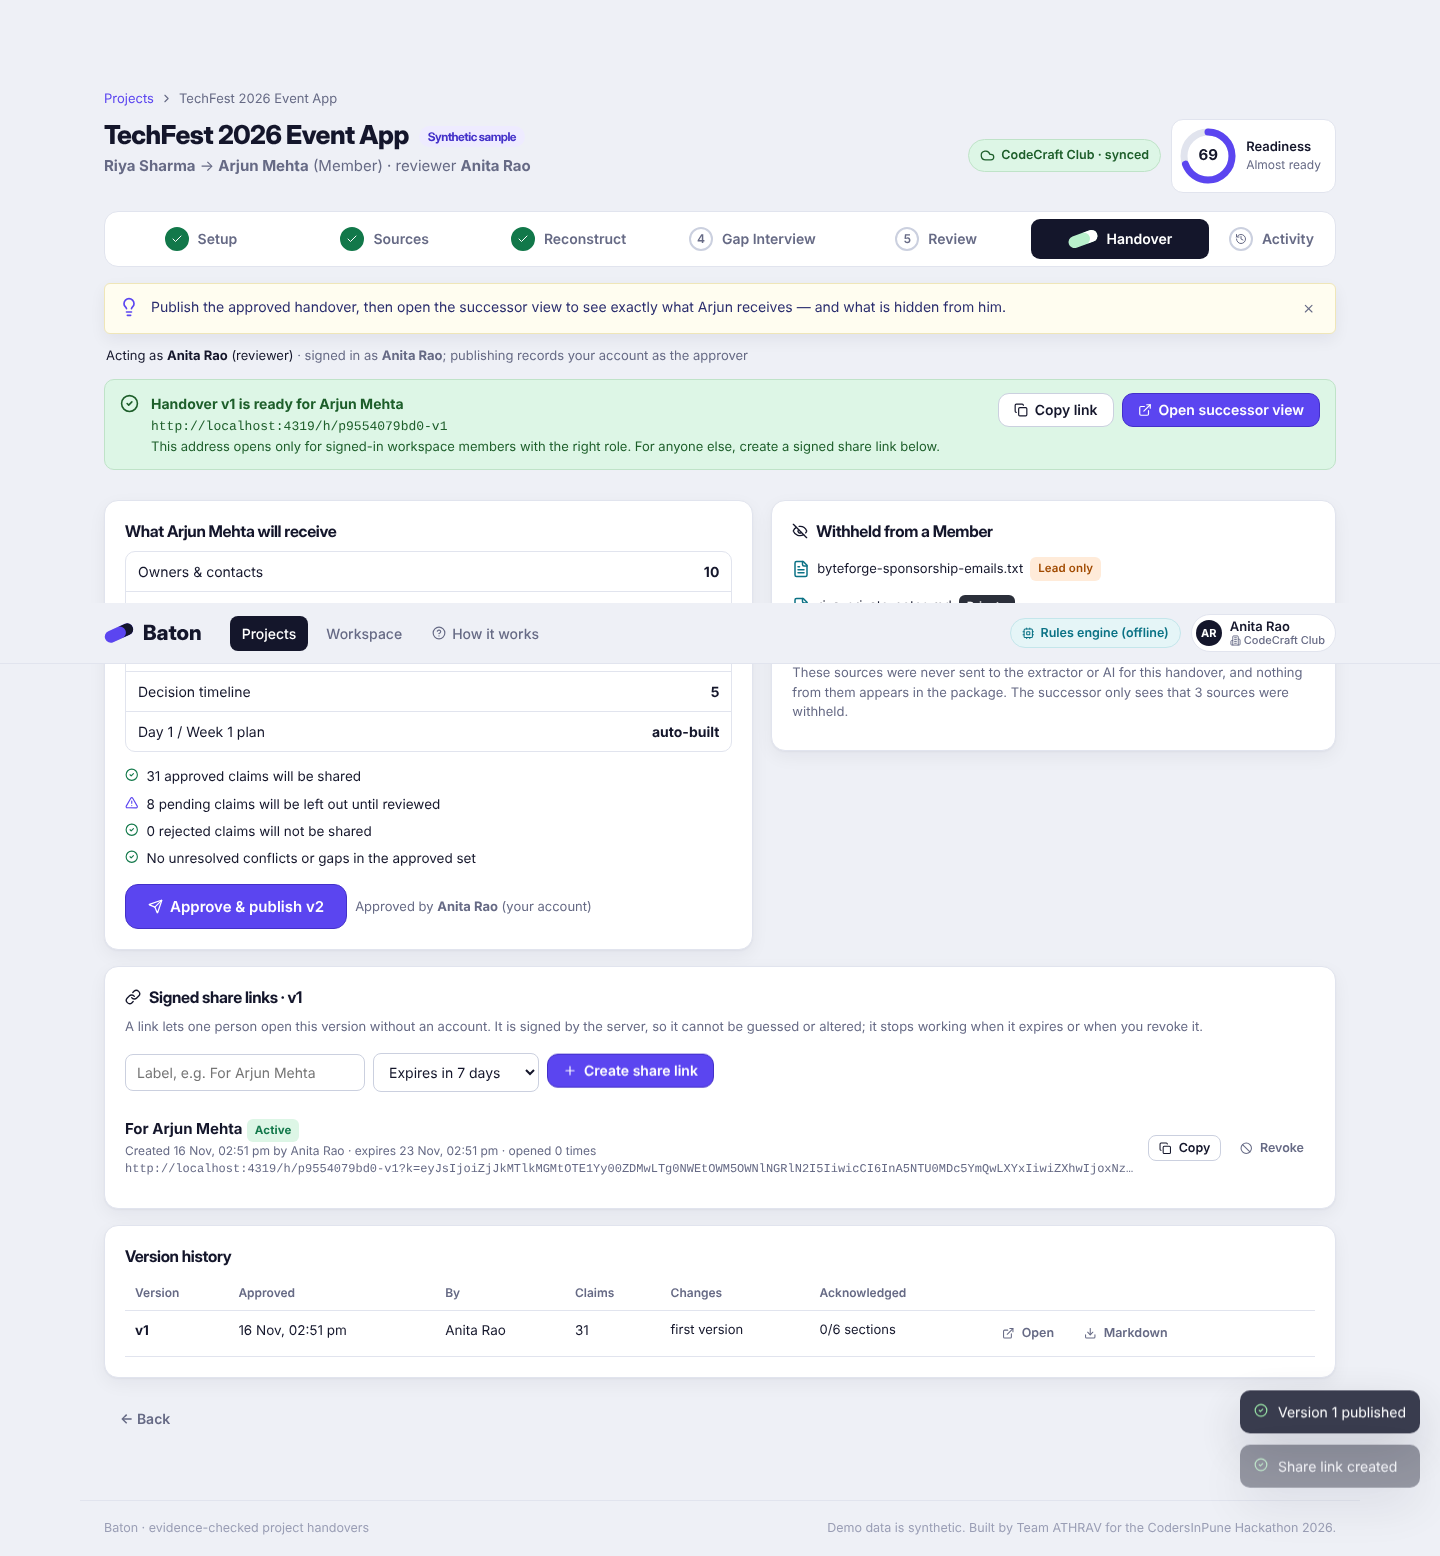 Projects > TechFest 2026 Event App
TechFest 2026 Event App Synthetic sample
Riya Sharma → Arjun Mehta (Member) · reviewer Anita Rao
CodeCraft Club · synced
69
Readiness
Almost ready
Setup
Sources
Reconstruct
4 Gap Interview
5 Review
Handover
Activity
Publish the approved handover, then open the successor view to see exactly what Arjun receives — and what is hidden from him.
Acting as Anita Rao (reviewer) · signed in as Anita Rao; publishing records your account as the approver
Handover v1 is ready for Arjun Mehta
http://localhost:4319/h/p9554079bd0-v1
This address opens only for signed-in workspace members with the right role. For anyone else, create a signed share link below.
Copy link
Open successor view
What Arjun Mehta will receive
Owners & contacts 10
Withheld from a Member
byteforge-sponsorship-emails.txt Lead only
Baton
Projects
Workspace
How it works
Rules engine (offline)
AR
Anita Rao
CodeCraft Club
Decision timeline 5
Day 1 / Week 1 plan auto-built
31 approved claims will be shared
8 pending claims will be left out until reviewed
0 rejected claims will not be shared
No unresolved conflicts or gaps in the approved set
Approve & publish v2
Approved by Anita Rao (your account)
These sources were never sent to the extractor or AI for this handover, and nothing
from them appears in the package. The successor only sees that 3 sources were
withheld.
Signed share links · v1
A link lets one person open this version without an account. It is signed by the server, so it cannot be guessed or altered; it stops working when it expires or when you revoke it.
Label, e.g. For Arjun Mehta
Expires in 7 days
+ Create share link
For Arjun Mehta Active
Created 16 Nov, 02:51 pm by Anita Rao · expires 23 Nov, 02:51 pm · opened 0 times
http://localhost:4319/h/p9554079bd0-v1?k=eyJsIjoiZjJkMTlkMGMtOTE1Yy00ZDMwLTg0NWEtOWM5OWNlNGRlN2I5IiwicCI6InA5NTU0MDc5YmQwLXYxIiwiZXhwIjoxNz…
Copy
Revoke
Version history
Version Approved By Claims Changes Acknowledged
v1 16 Nov, 02:51 pm Anita Rao 31 first version 0/6 sections Open Markdown
← Back
Version 1 published
Share link created
Baton · evidence-checked project handovers
Demo data is synthetic. Built by Team ATHRAV for the CodersInPune Hackathon 2026.